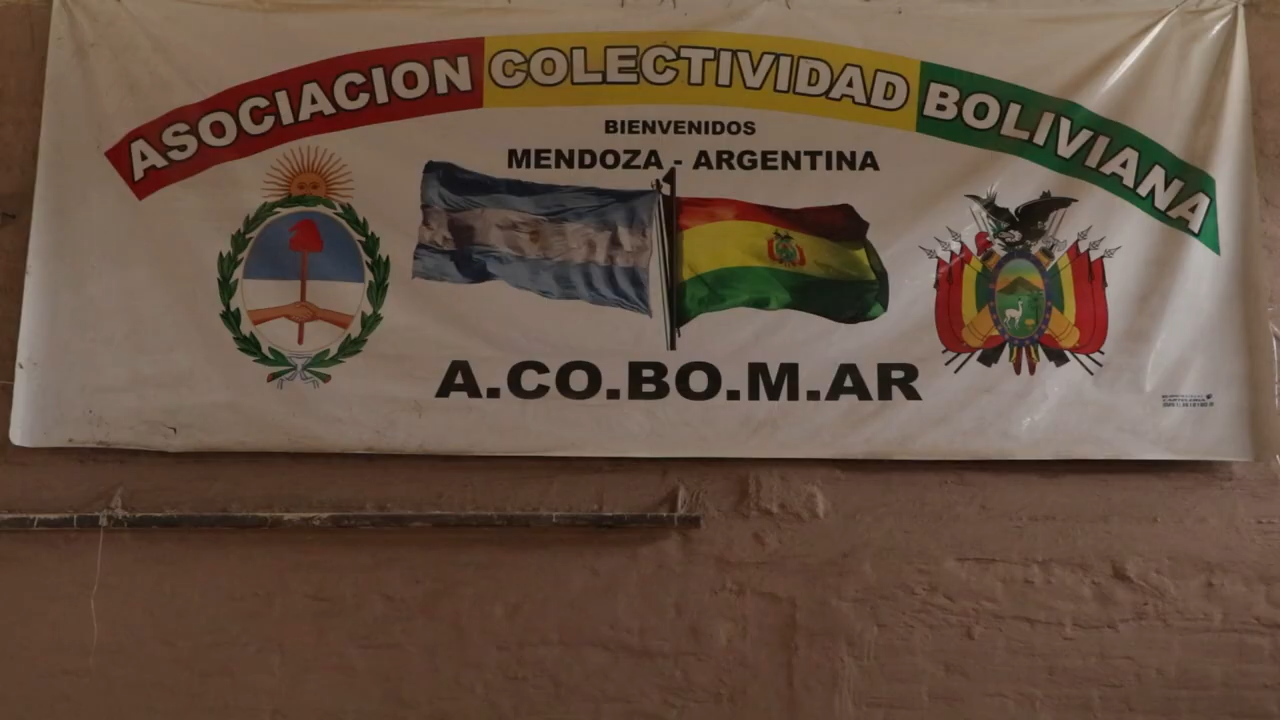 ASOCIACION COLECTIVIDAD BOLIVIANA
BIENVENIDOS
MENDOZA - ARGENTINA
A.CO.BO.M.AR